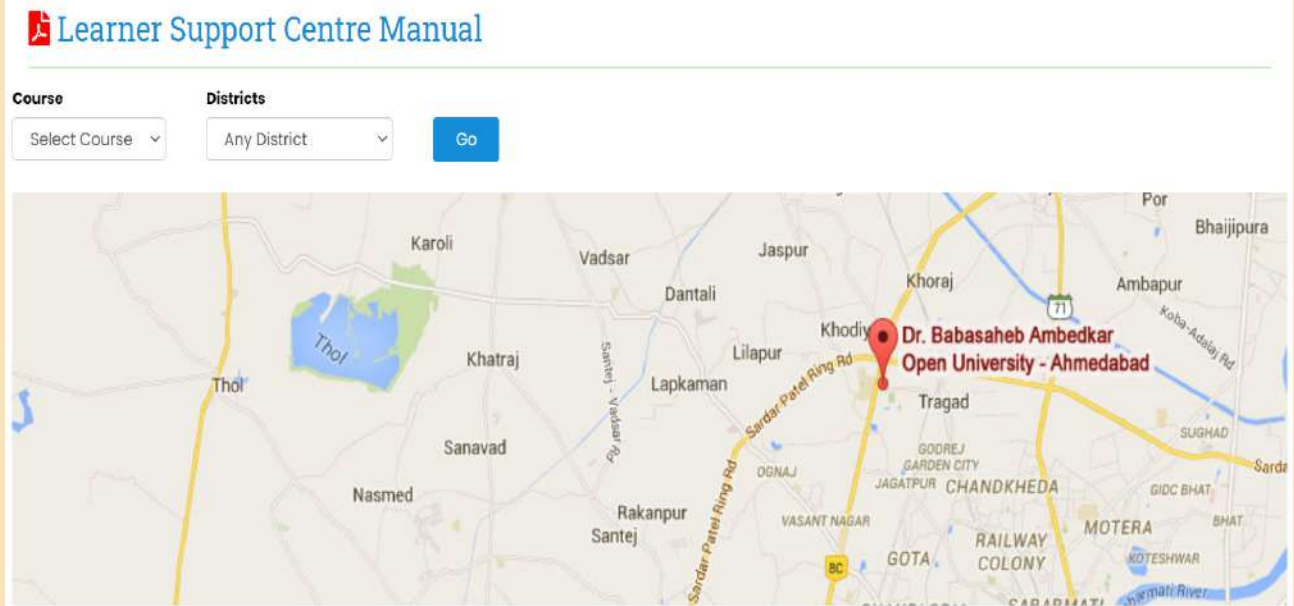 Learner Support Centre Manual
Course
Districts
Select Course
Any District
Go
Por
Bhaijipura
Karoli
Vadsar
Jaspur
Khoraj
Ambapur
Dantali
71
Koba-Adalaj Rd
Khodiy
Dr. Babasaheb Ambedkar
Open University - Ahmedabad
Thol
Khatraj
Santej - Vadsar Rd
Lilapur
Sardar Patel Ring Rd
Thol
Lapkaman
Tragad
SUGHAD
Sanavad
GODREJ
GARDEN CITY
OGNAJ
Sarda
JAGATPUR
CHANDKHEDA
GIDC BHAT
Nasmed
Sardar Patel Ring Rd
Rakanpur
VASANT NAGAR
MOTERA
BHAT
Santej
RAILWAY
COLONY
GOTA
KOTESHWAR
8C